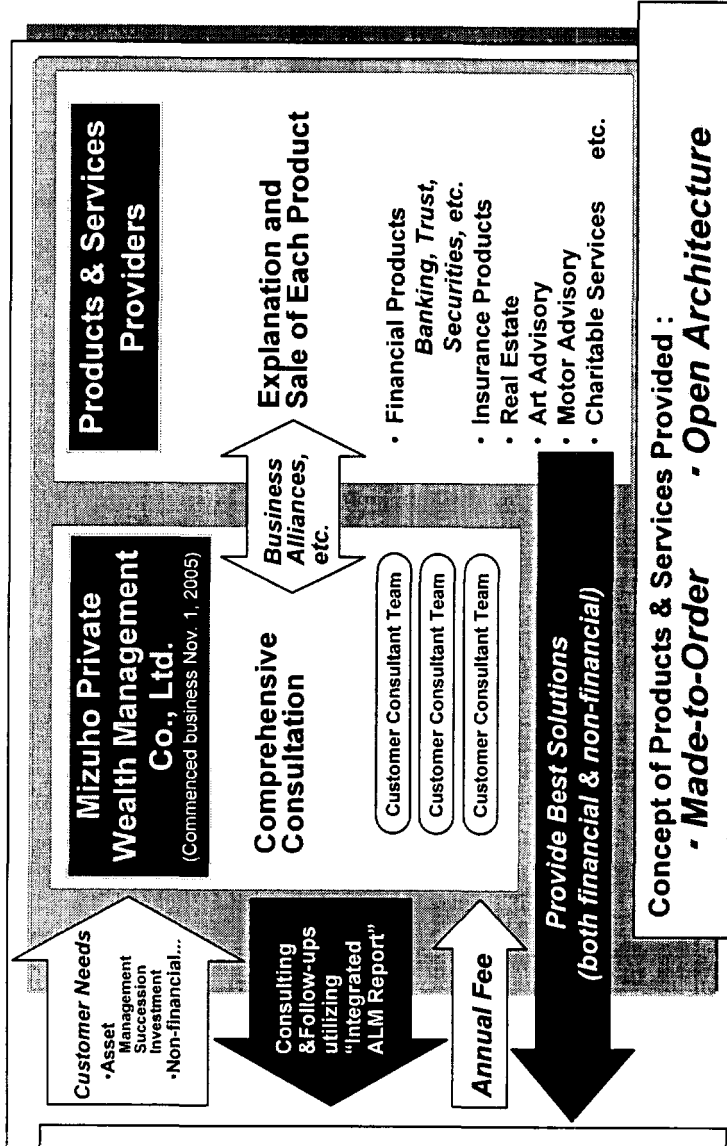 Customer Needs
·Asset
Management
Succession
Investment
·Non-financial...
Consulting
&Follow-ups
utilizing
“Integrated
ALM Report”
Annual Fee
Mizuho Private
Wealth Management
Co., Ltd.
(Commenced business Nov. 1, 2005)
Comprehensive
Consultation
Customer Consultant Team
Customer Consultant Team
Customer Consultant Team
Business
Alliances,
etc.
Products & Services
Providers
Explanation and
Sale of Each Product
· Financial Products
Banking, Trust,
Securities, etc.
· Insurance Products
· Real Estate
· Art Advisory
· Motor Advisory
· Charitable Services etc.
Provide Best Solutions
(both financial & non-financial)
Concept of Products & Services Provided :
· Made-to-Order · Open Architecture